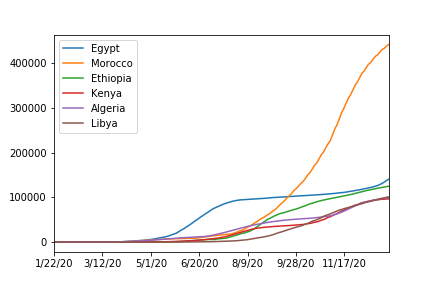 Egypt
Morocco
Ethiopia
Kenya
Algeria
Libya
400000
300000
200000
100000
0
1/22/20 3/12/20 5/1/20 6/20/20 8/9/20 9/28/20 11/17/20